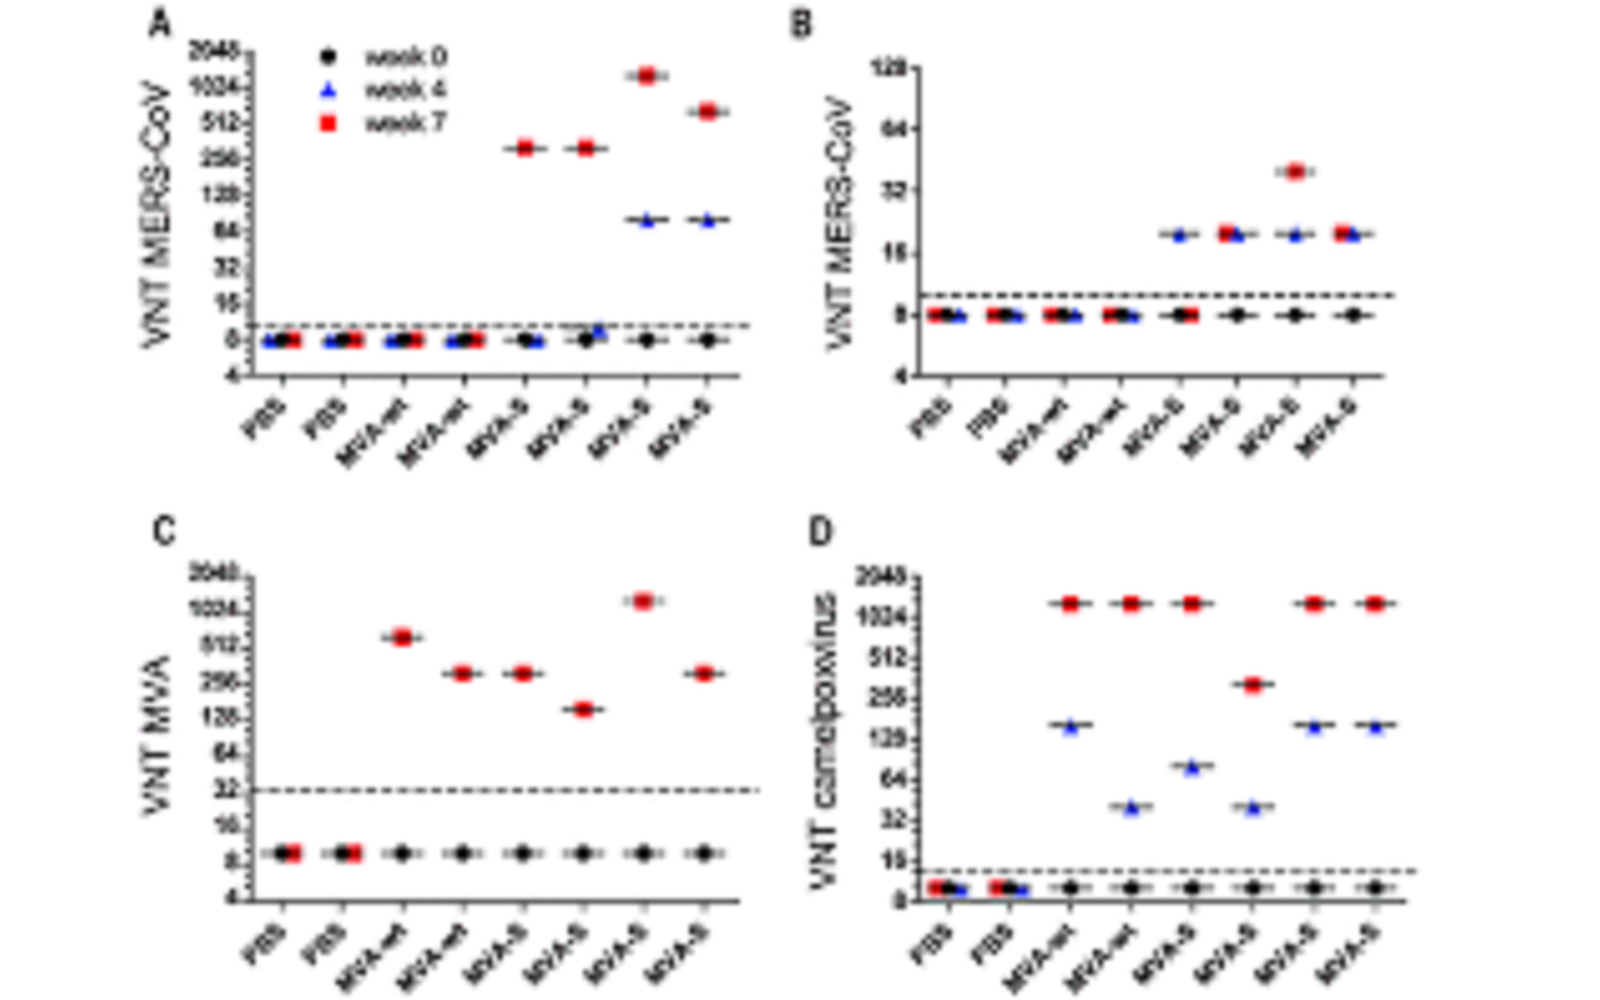 A
VNT MERS-CoV
2048
1024
512
256
128
64
32
16
8
4
week 0
week 4
week 7
PBS
PBS
MVA-wt
MVA-wt
MVA-S
MVA-S
MVA-S
MVA-S
B
VNT MERS-CoV
128
64
32
16
8
4
PBS
PBS
MVA-wt
MVA-wt
MVA-S
MVA-S
MVA-S
MVA-S
C
VNT MVA
2048
1024
512
256
128
64
32
16
8
4
PBS
PBS
MVA-wt
MVA-wt
MVA-S
MVA-S
MVA-S
MVA-S
D
VNT camelpoxvirus
2048
1024
512
256
128
64
32
16
8
PBS
PBS
MVA-wt
MVA-wt
MVA-S
MVA-S
MVA-S
MVA-S